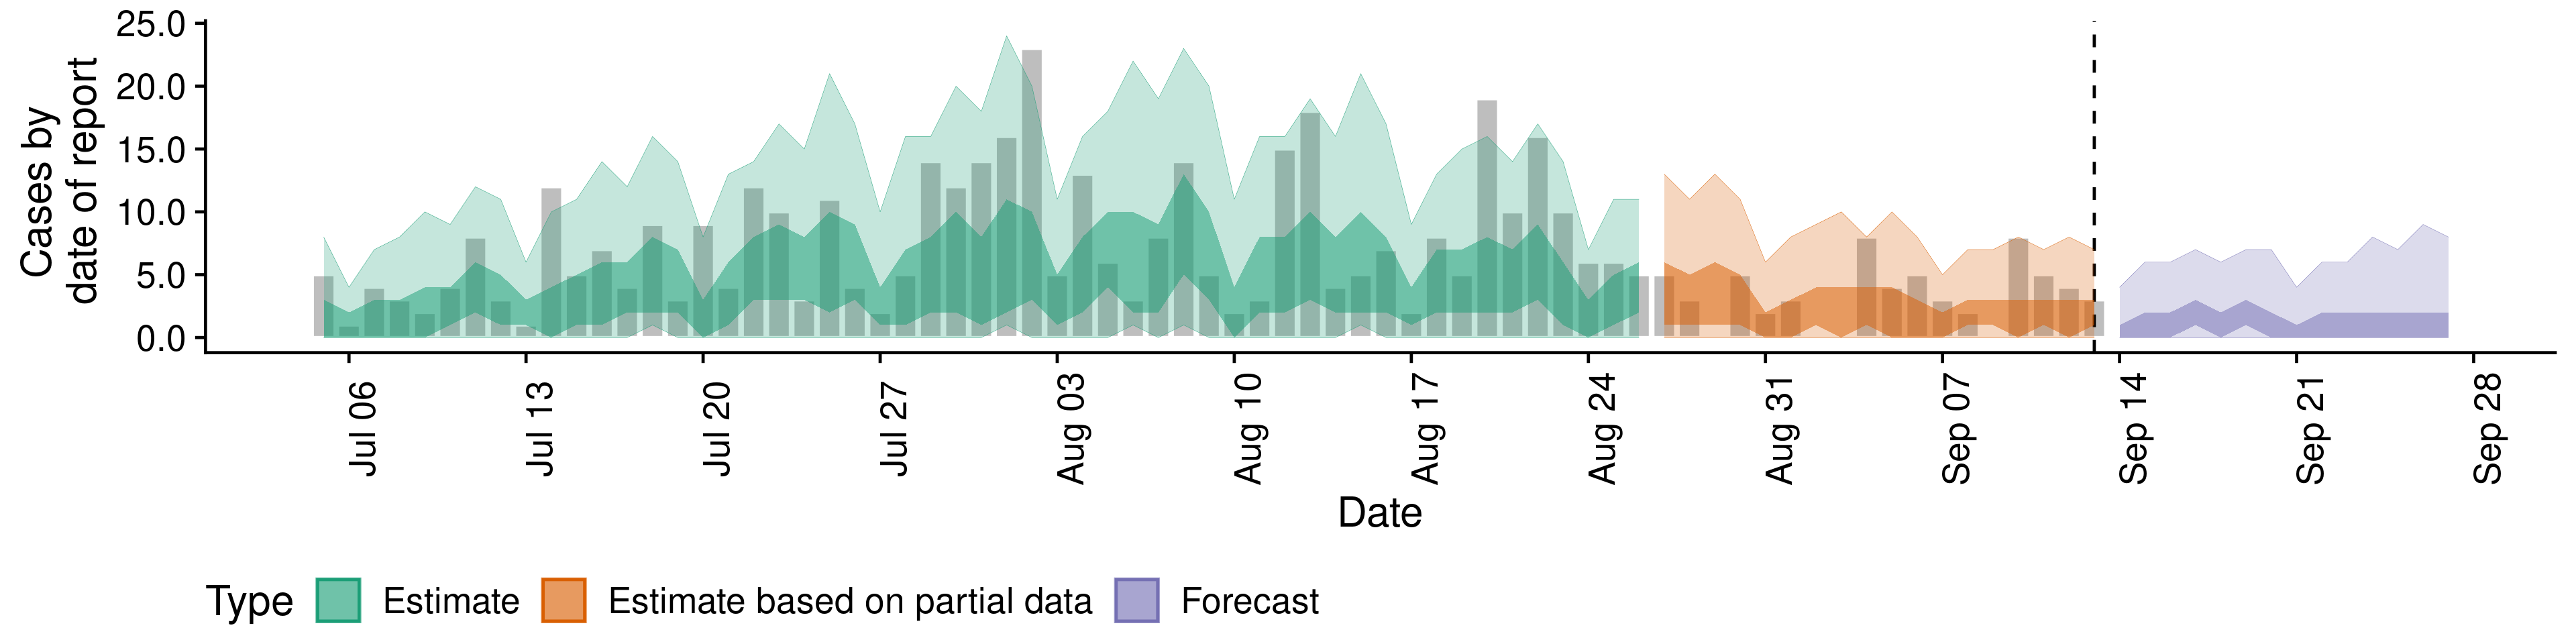 Cases by
date of report
25.0
20.0
15.0
10.0
5.0
0.0
Jul 06
Jul 13
Jul 20
Jul 27
Aug 03
Aug 10
Aug 17
Aug 24
Aug 31
Sep 07
Sep 14
Sep 21
Sep 28
Date
Type
Estimate
Estimate based on partial data
Forecast